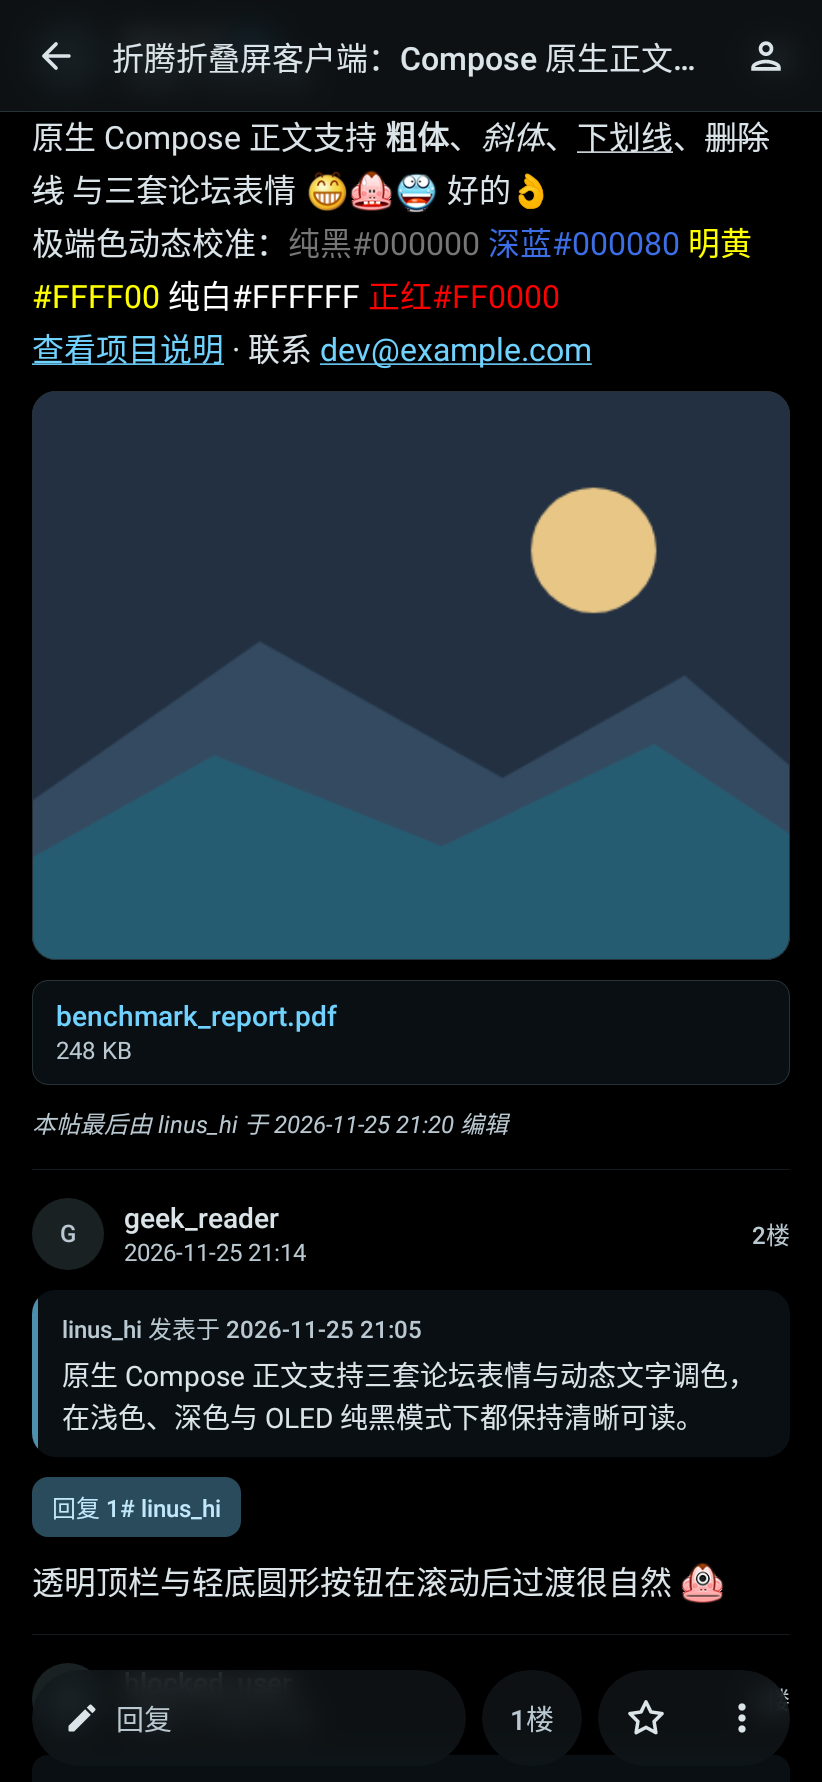 折腾折叠屏客户端：Compose 原生正文...
原生 Compose 正文支持 粗体、斜体、下划线、删除
线 与三套论坛表情 好的
极端色动态校准：纯黑#000000 深蓝#000080 明黄
#FFFF00 纯白#FFFFFF 正红#FF0000
查看项目说明 · 联系 dev@example.com
benchmark_report.pdf
248 KB
本帖最后由 linus_hi 于 2026-11-25 21:20 编辑
G
geek_reader
2026-11-25 21:14
2楼
linus_hi 发表于 2026-11-25 21:05
原生 Compose 正文支持三套论坛表情与动态文字调色，
在浅色、深色与 OLED 纯黑模式下都保持清晰可读。
回复 1# linus_hi
透明顶栏与轻底圆形按钮在滚动后过渡很自然
blocked_user
楼
回复
1楼